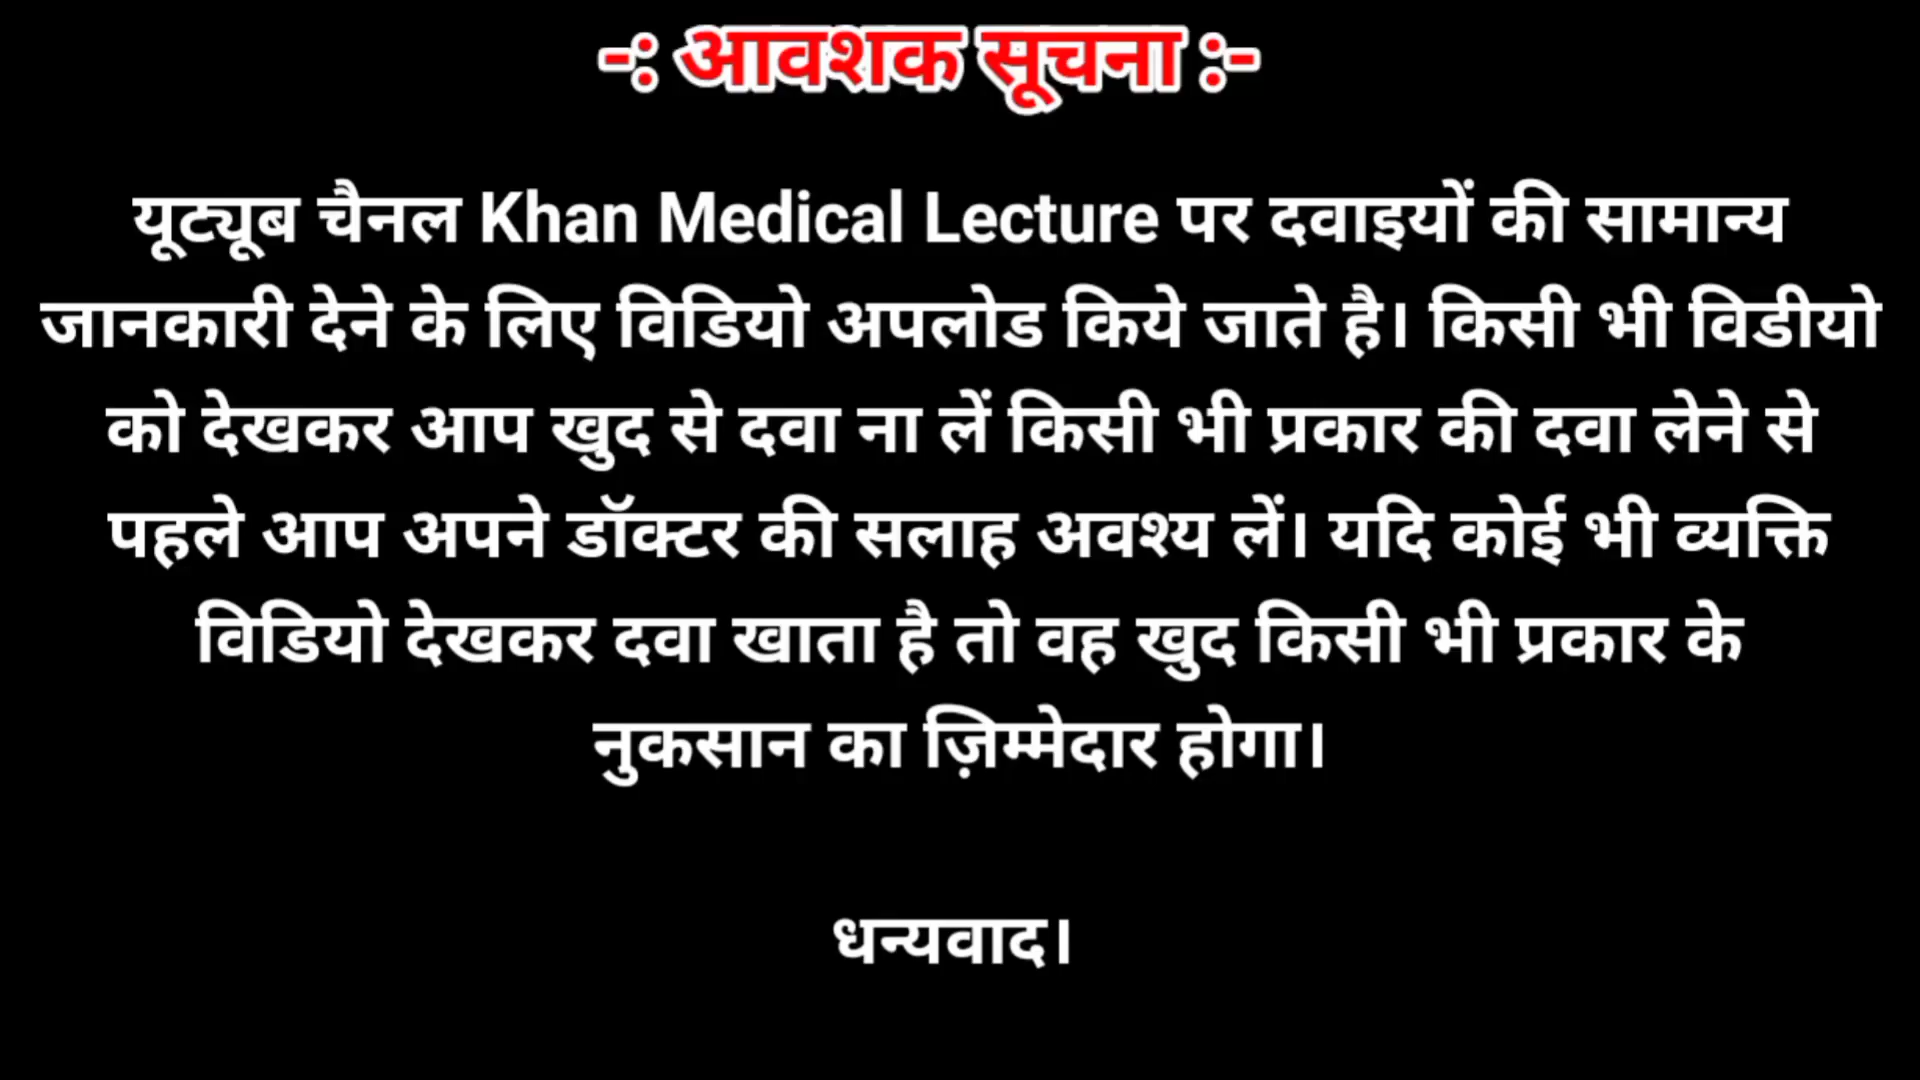 -: आवशक सूचना :-
यूट्यूब चैनल Khan Medical Lecture पर दवाइयों की सामान्य
जानकारी देने के लिए विडियो अपलोड किये जाते है। किसी भी विडीयो
को देखकर आप खुद से दवा ना लें किसी भी प्रकार की दवा लेने से
पहले आप अपने डॉक्टर की सलाह अवश्य लें। यदि कोई भी व्यक्ति
विडियो देखकर दवा खाता है तो वह खुद किसी भी प्रकार के
नुकसान का ज़िम्मेदार होगा।
धन्यवाद।